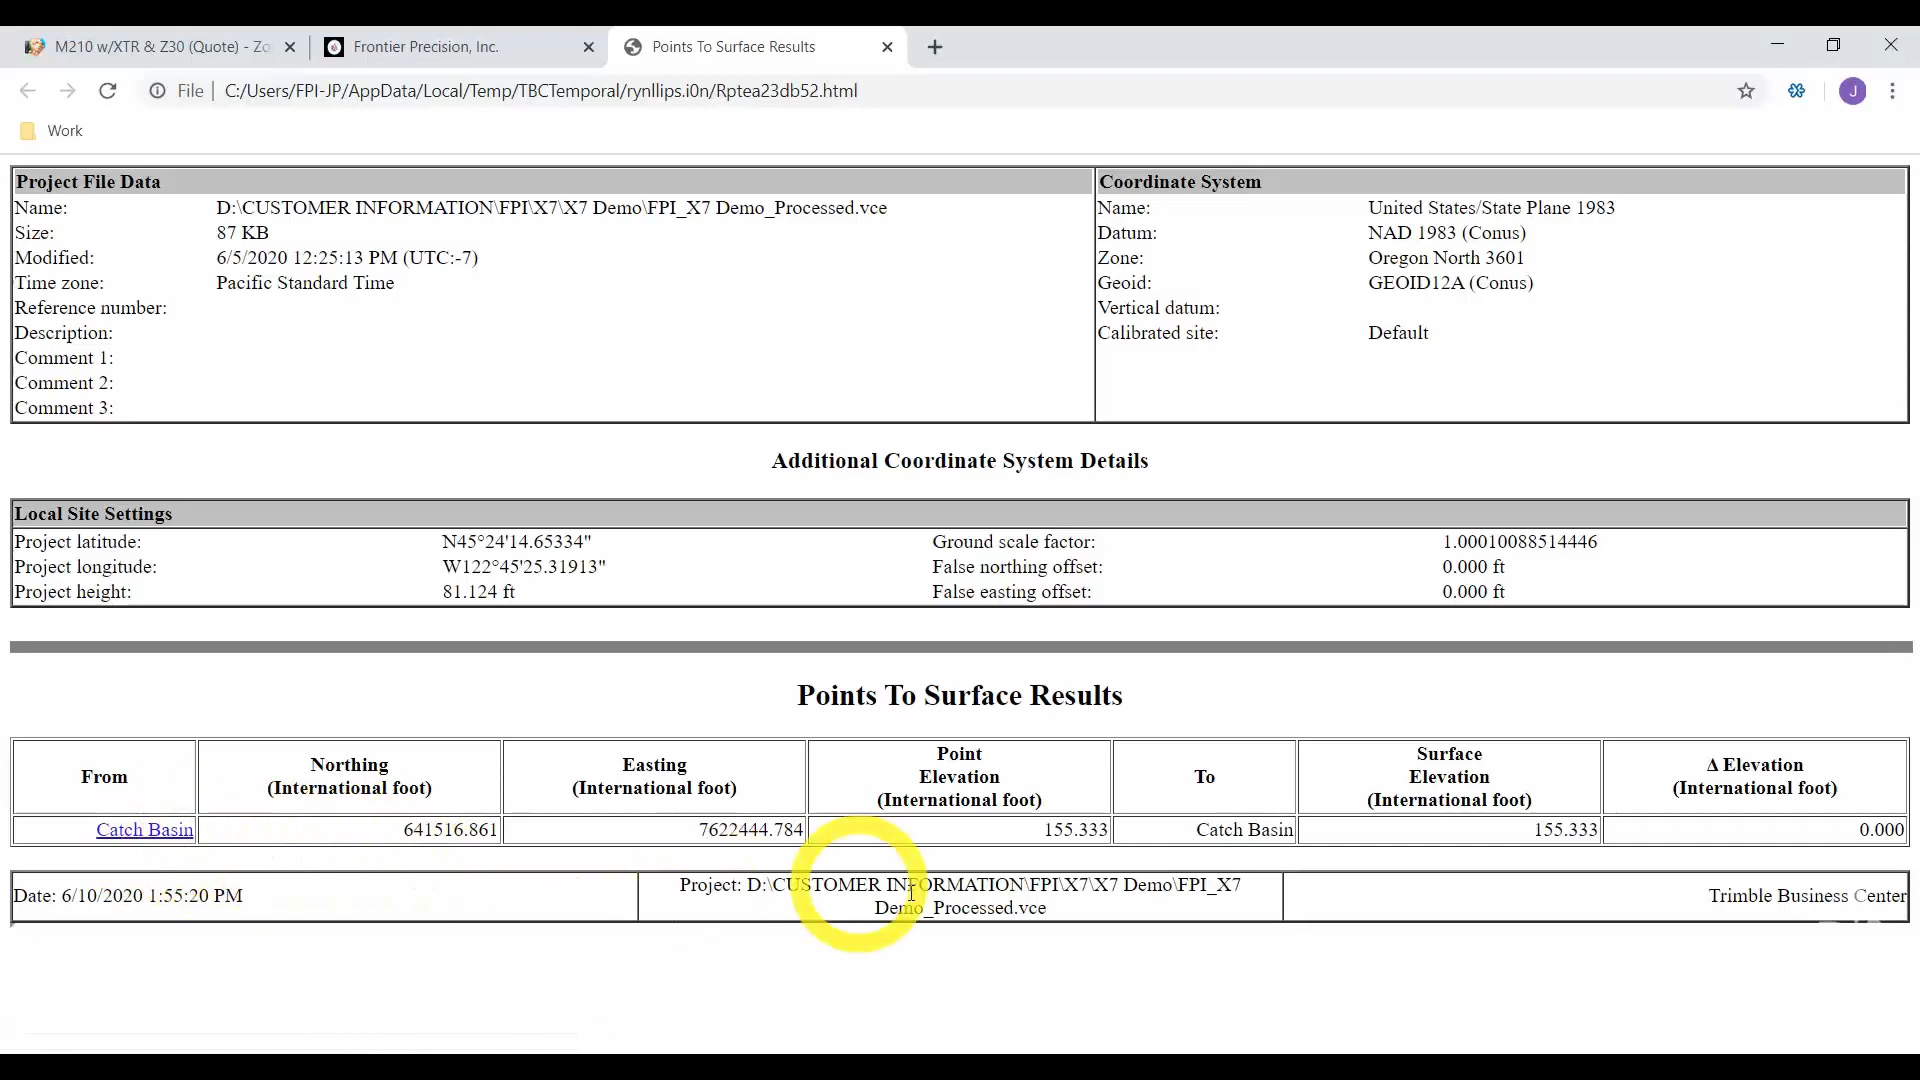 M210 w/XTR & Z30 (Quote) - Zo
Frontier Precision, Inc.
Points To Surface Results
File
C:/Users/FPI-JP/AppData/Local/Temp/TBCTemporal/rynllips.i0n/Rptea23db52.html
J
Work
Project File Data
Name: D:\CUSTOMER INFORMATION\FPI\X7\X7 Demo\FPI_X7 Demo_Processed.vce
Size: 87 KB
Modified: 6/5/2020 12:25:13 PM (UTC:-7)
Time zone: Pacific Standard Time
Reference number:
Description:
Comment 1:
Comment 2:
Comment 3:
Coordinate System
Name: United States/State Plane 1983
Datum: NAD 1983 (Conus)
Zone: Oregon North 3601
Geoid: GEOID12A (Conus)
Vertical datum:
Calibrated site: Default
Additional Coordinate System Details
Local Site Settings
Project latitude: N45°24'14.65334" Ground scale factor: 1.00010088514446
Project longitude: W122°45'25.31913" False northing offset: 0.000 ft
Project height: 81.124 ft False easting offset: 0.000 ft
Points To Surface Results
From
Northing
(International foot)
Easting
(International foot)
Point
Elevation
(International foot)
To
Surface
Elevation
(International foot)
Δ Elevation
(International foot)
Catch Basin 641516.861 7622444.784 155.333 Catch Basin 155.333 0.000
Date: 6/10/2020 1:55:20 PM
Project: D:\CUSTOMER INFORMATION\FPI\X7\X7 Demo\FPI_X7
Demo_Processed.vce
Trimble Business Center